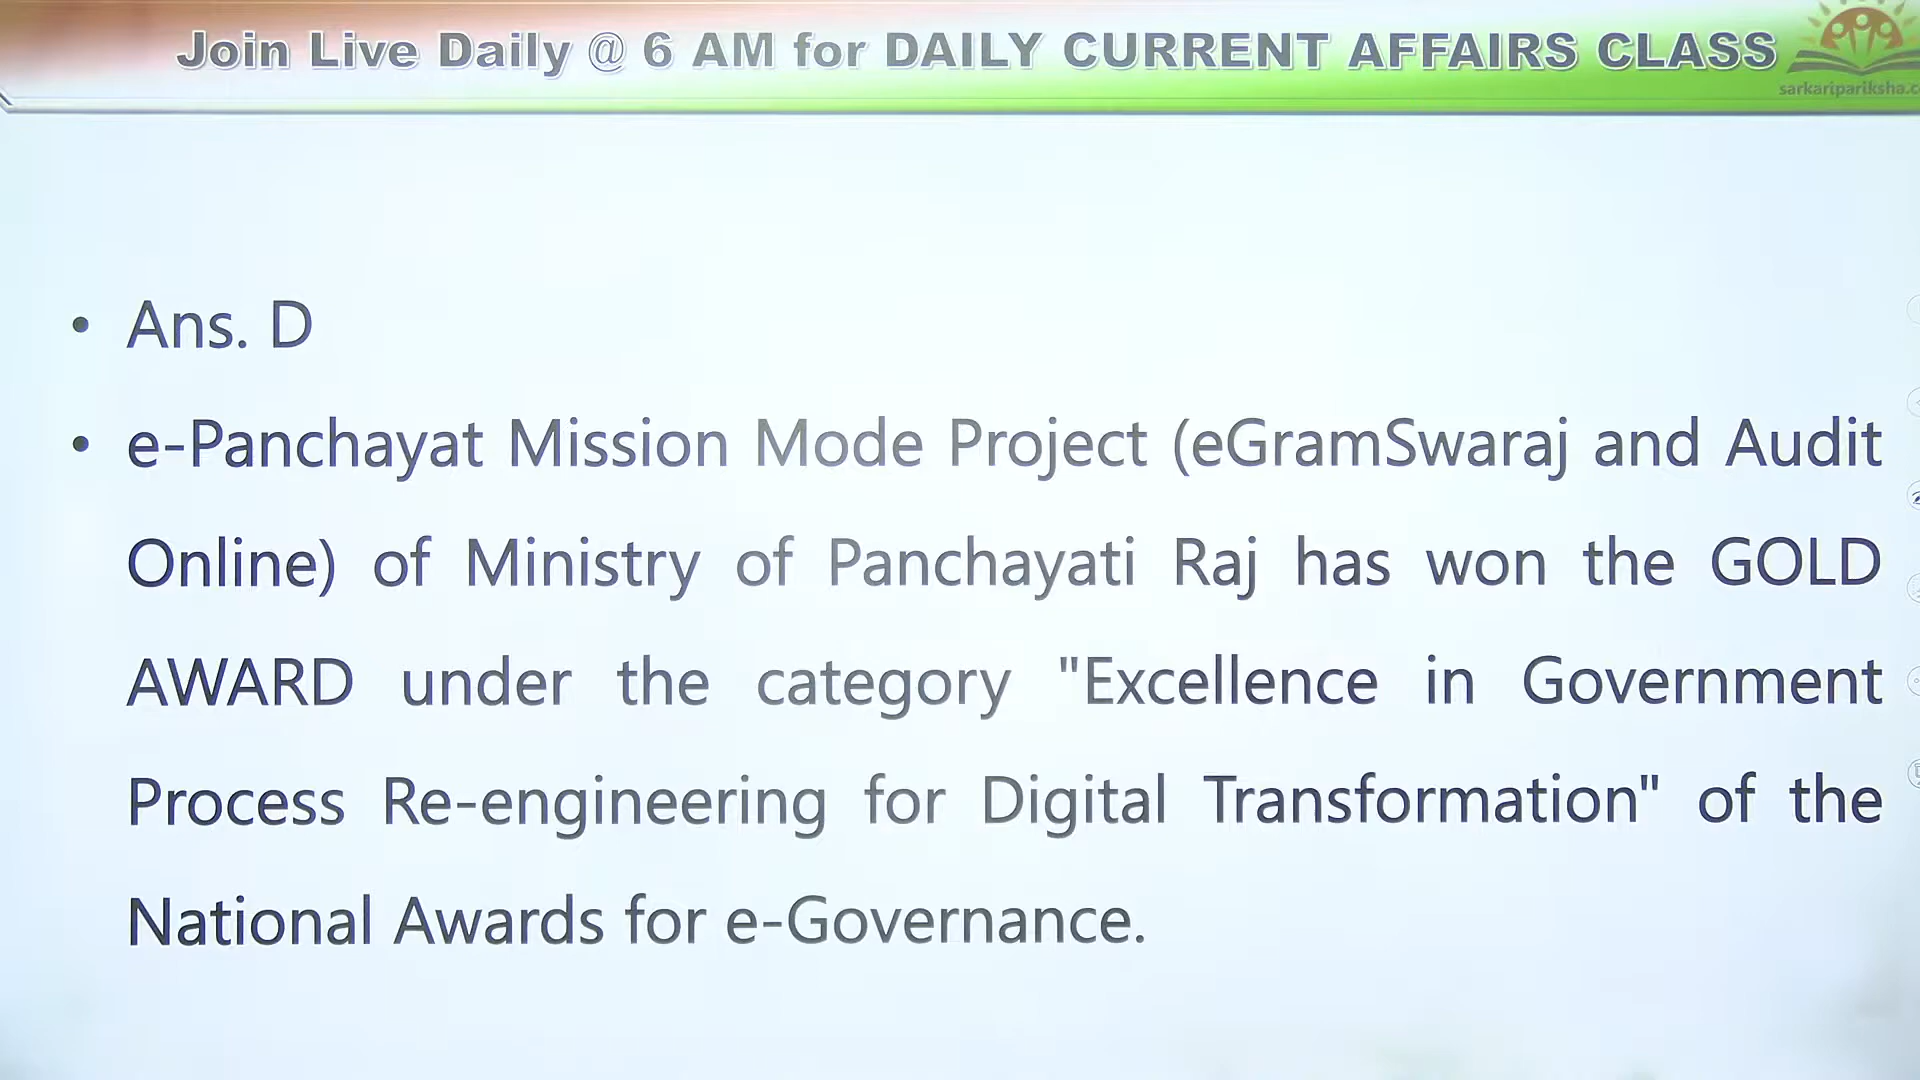 Join Live Daily @ 6 AM for DAILY CURRENT AFFAIRS CLASS
• Ans. D
• e-Panchayat Mission Mode Project (eGramSwaraj and Audit
Online) of Ministry of Panchayati Raj has won the GOLD
AWARD under the category "Excellence in Government
Process Re-engineering for Digital Transformation" of the
National Awards for e-Governance.